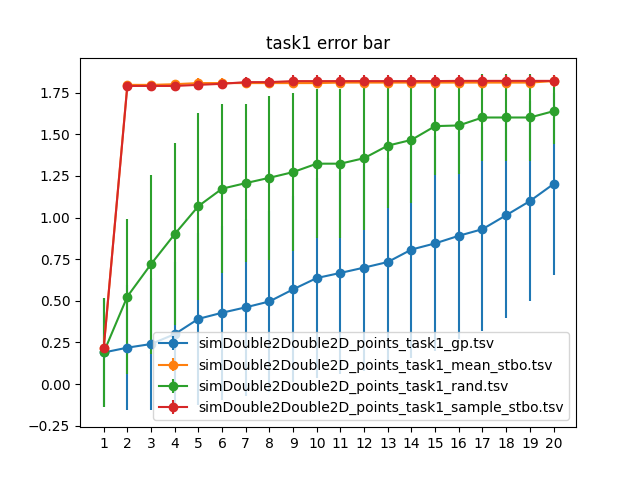 task1 error bar
1.75
1.50
1.25
1.00
0.75
0.50
0.25
0.00
−0.25
simDouble2Double2D_points_task1_gp.tsv
simDouble2Double2D_points_task1_mean_stbo.tsv
simDouble2Double2D_points_task1_rand.tsv
simDouble2Double2D_points_task1_sample_stbo.tsv
1 2 3 4 5 6 7 8 9 10 11 12 13 14 15 16 17 18 19 20